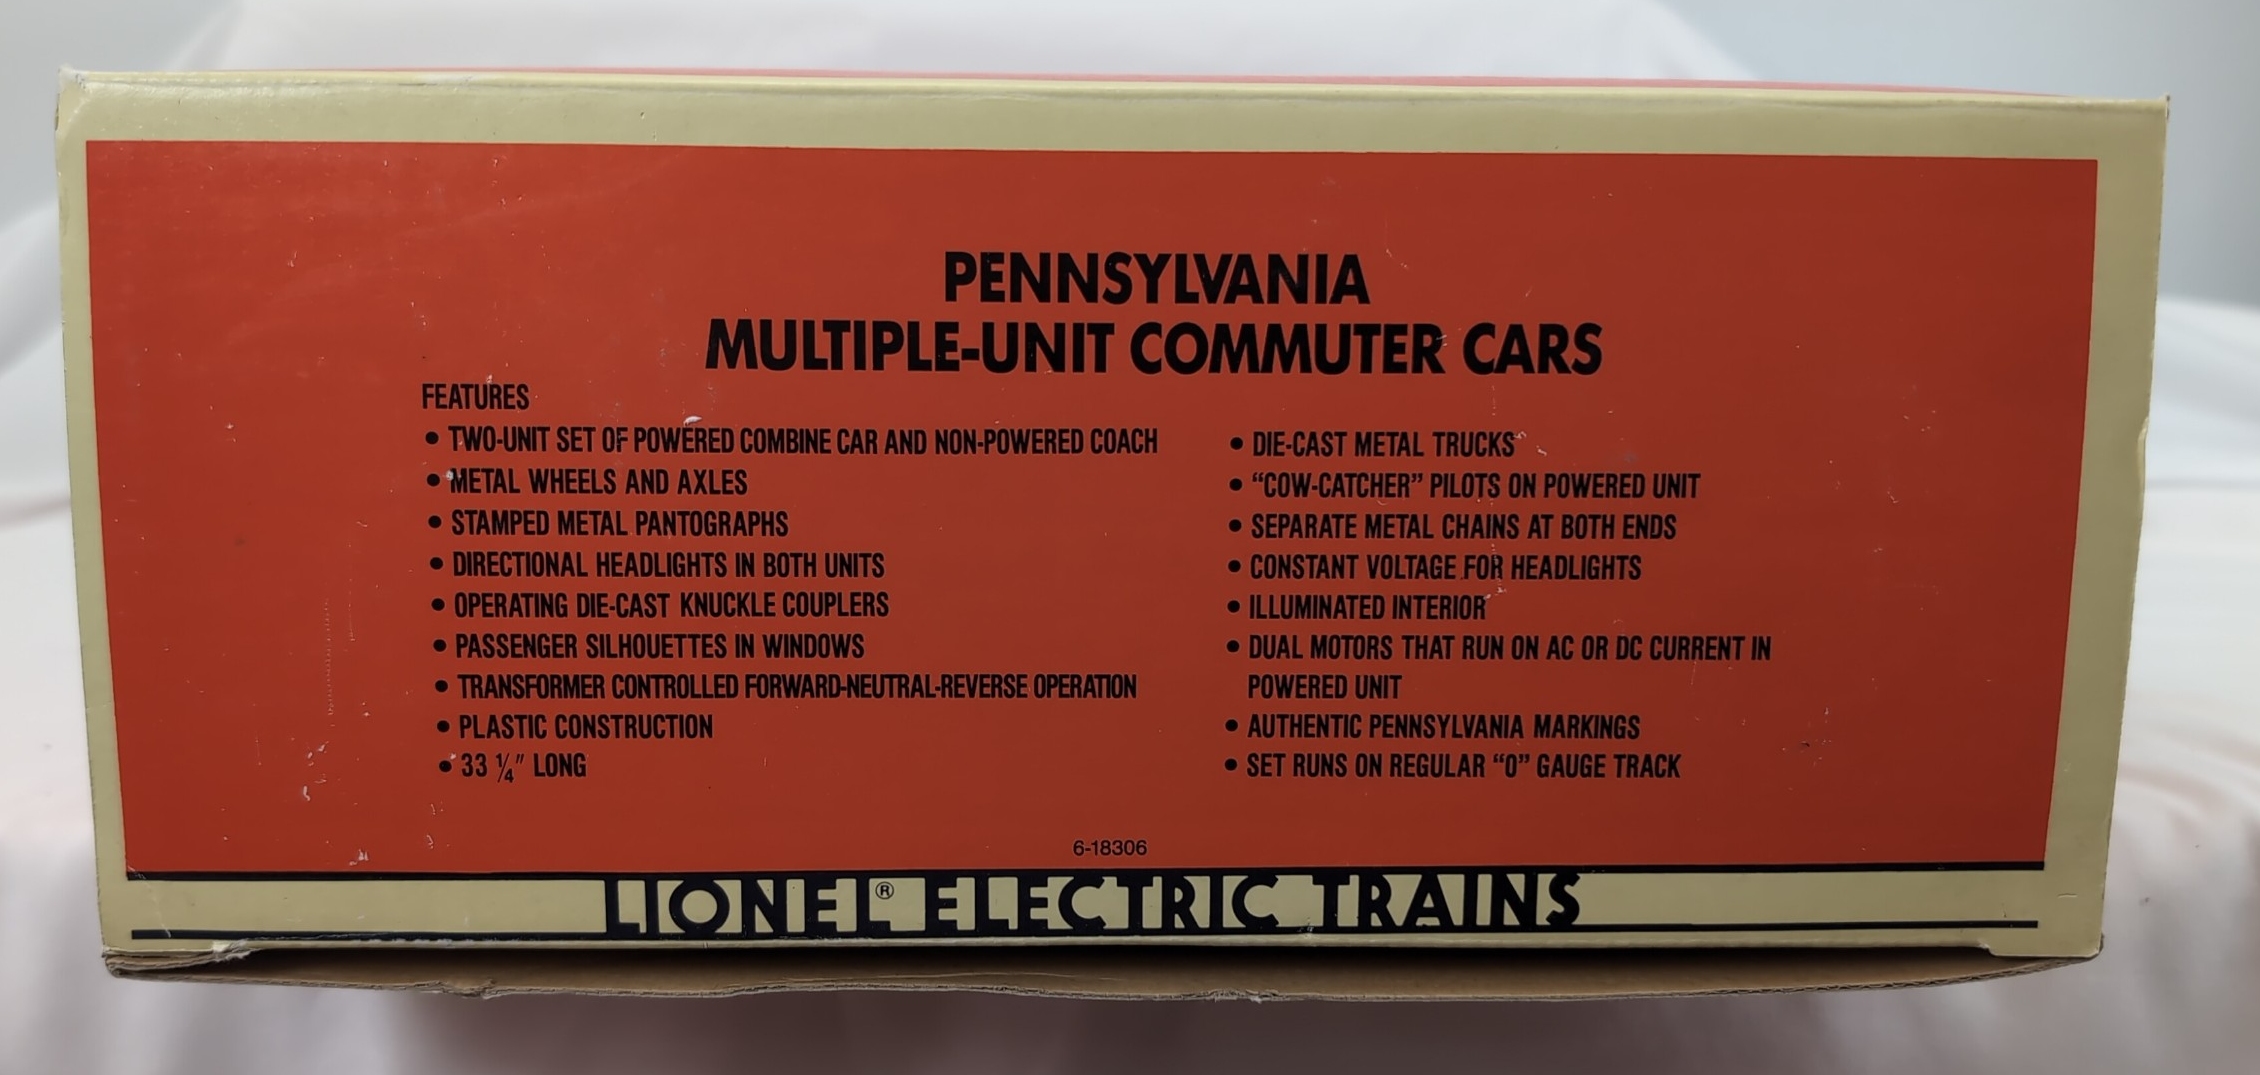 PENNSYLVANIA
MULTIPLE-UNIT COMMUTER CARS
FEATURES
• TWO-UNIT SET OF POWERED COMBINE CAR AND NON-POWERED COACH
• METAL WHEELS AND AXLES
• STAMPED METAL PANTOGRAPHS
• DIRECTIONAL HEADLIGHTS IN BOTH UNITS
• OPERATING DIE-CAST KNUCKLE COUPLERS
• PASSENGER SILHOUETTES IN WINDOWS
• TRANSFORMER CONTROLLED FORWARD-NEUTRAL-REVERSE OPERATION
• PLASTIC CONSTRUCTION
• 33 ¼" LONG
• DIE-CAST METAL TRUCKS
• “COW-CATCHER” PILOTS ON POWERED UNIT
• SEPARATE METAL CHAINS AT BOTH ENDS
• CONSTANT VOLTAGE FOR HEADLIGHTS
• ILLUMINATED INTERIOR
• DUAL MOTORS THAT RUN ON AC OR DC CURRENT IN
POWERED UNIT
• AUTHENTIC PENNSYLVANIA MARKINGS
• SET RUNS ON REGULAR “O” GAUGE TRACK
6-18306
LIONEL® ELECTRIC TRAINS